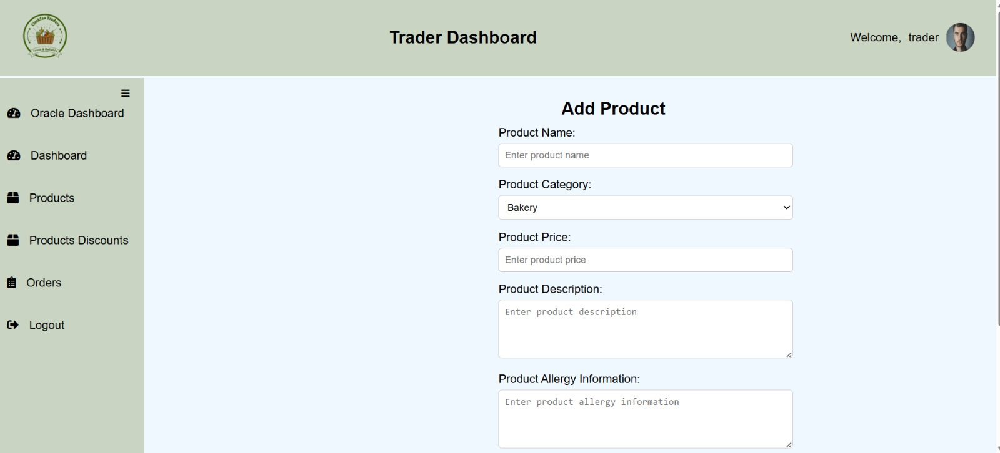 Cleckfax Traders
Fresh & Reliable
Trader Dashboard
Welcome, trader
Oracle Dashboard
Dashboard
Products
Products Discounts
Orders
Logout
Add Product
Product Name:
Enter product name
Product Category:
Bakery
Product Price:
Enter product price
Product Description:
Enter product description
Product Allergy Information:
Enter product allergy information